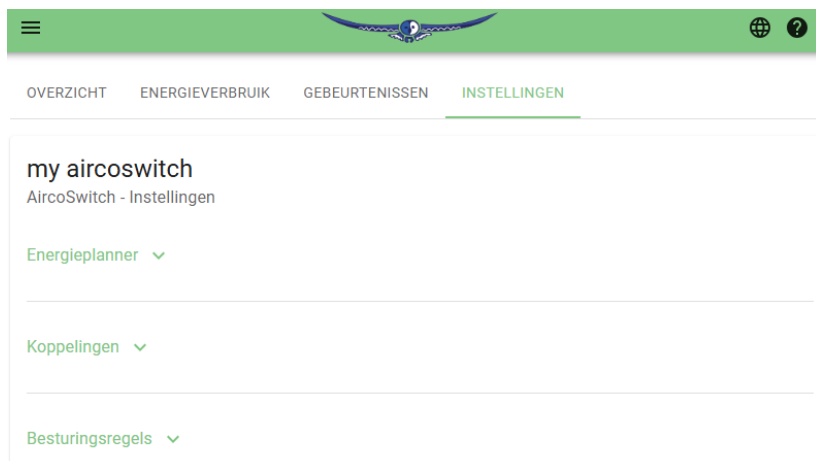 OVERZICHT ENERGIEVERBRUIK GEBEURTENISSEN INSTELLINGEN
my aircoswitch
AircoSwitch - Instellingen
Energieplanner
Koppelingen
Besturingsregels